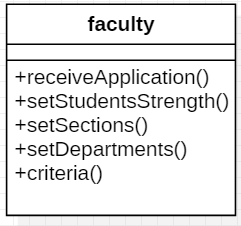 faculty
+receiveApplication()
+setStudentsStrength()
+setSections()
+setDepartments()
+criteria()